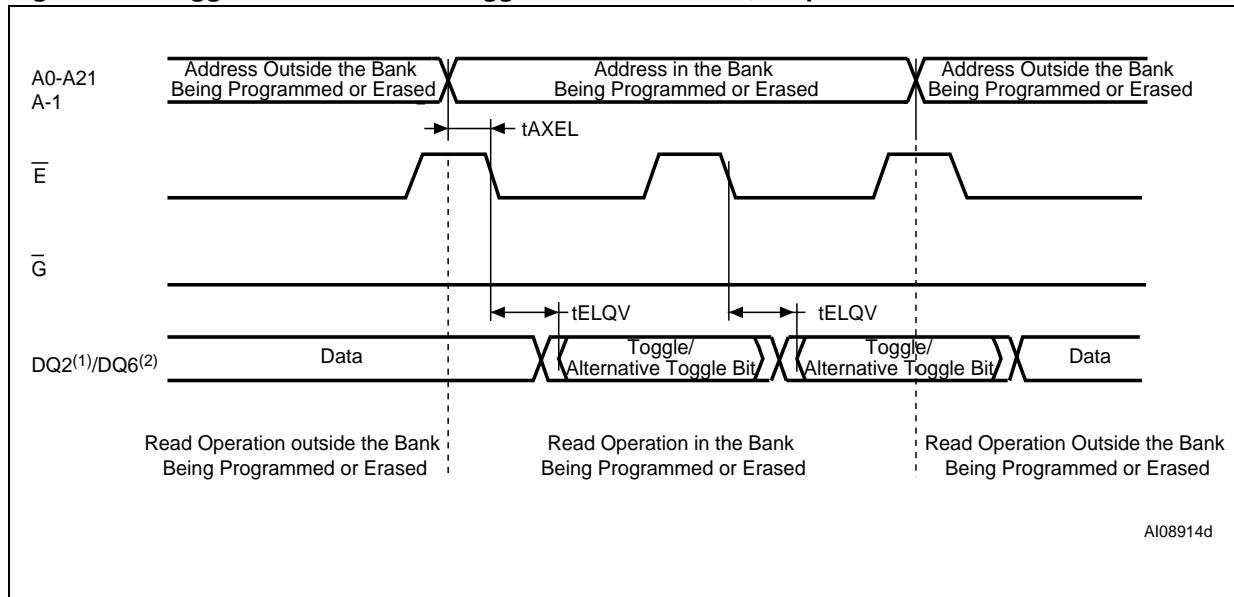 A0-A21
A-1
Address Outside the Bank
Being Programmed or Erased
Address in the Bank
Being Programmed or Erased
Address Outside the Bank
Being Programmed or Erased
tAXEL
E
G
tELQV
tELQV
DQ2(1)/DQ6(2)
Data
Toggle/
Alternative Toggle Bit
Toggle/
Alternative Toggle Bit
Data
Read Operation outside the Bank
Being Programmed or Erased
Read Operation in the Bank
Being Programmed or Erased
Read Operation Outside the Bank
Being Programmed or Erased
AI08914d